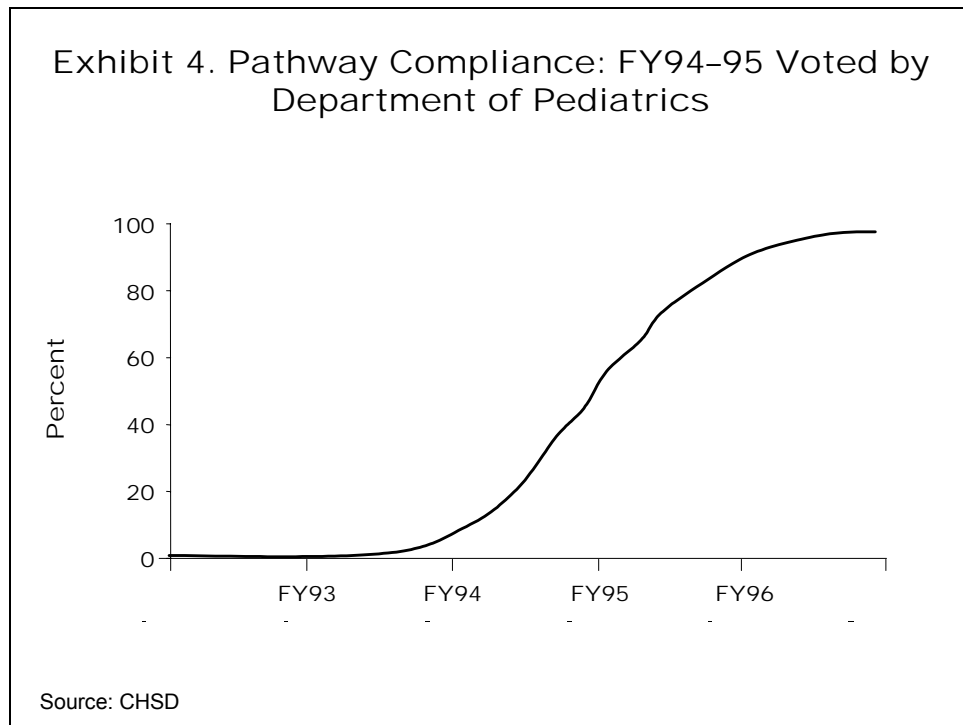 Exhibit 4. Pathway Compliance: FY94–95 Voted by
Department of Pediatrics
100
80
60
40
20
0
Percent
FY93 FY94 FY95 FY96
Source: CHSD